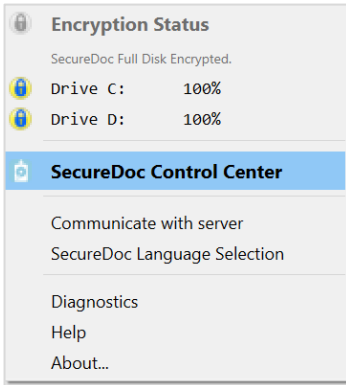 Encryption Status
SecureDoc Full Disk Encrypted.
Drive C: 100%
Drive D: 100%
SecureDoc Control Center
Communicate with server
SecureDoc Language Selection
Diagnostics
Help
About...